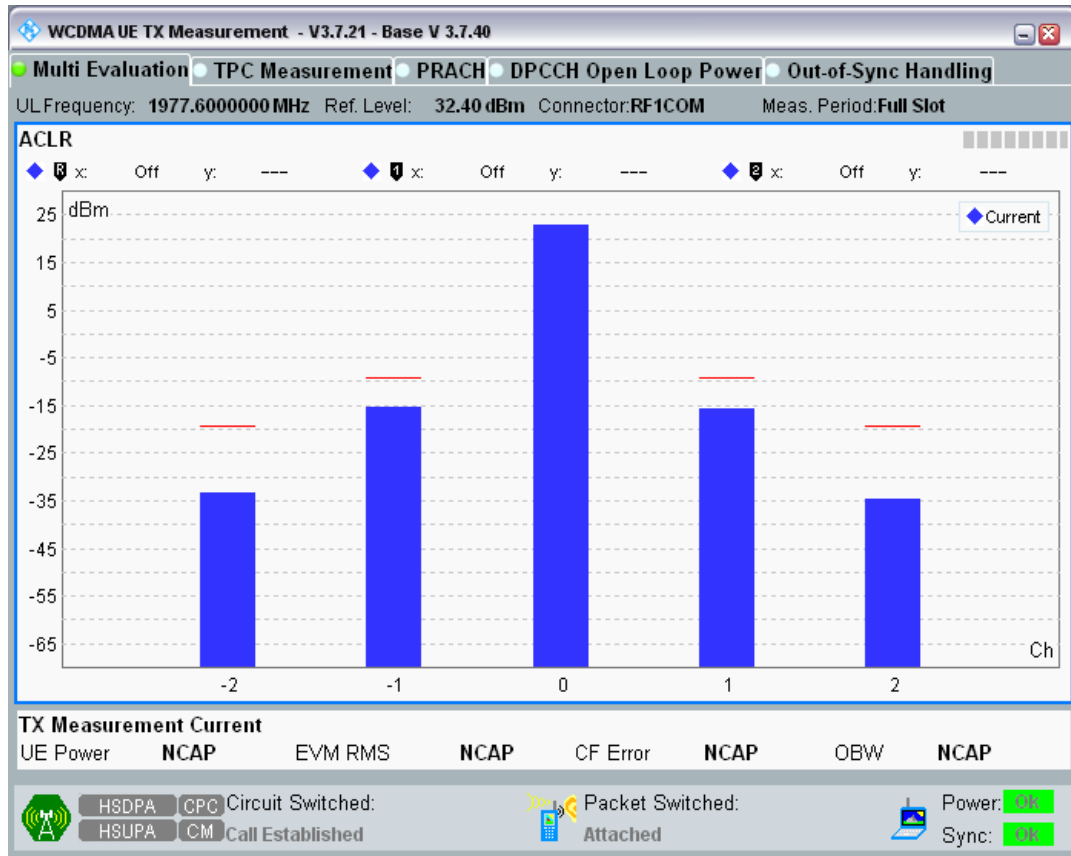 WCDMA UE TX Measurement - V3.7.21 - Base V 3.7.40
Multi Evaluation TPC Measurement PRACH DPCCH Open Loop Power Out-of-Sync Handling
UL Frequency: 1977.6000000 MHz Ref. Level: 32.40 dBm Connector:RF1COM Meas. Period:Full Slot
ACLR
R x: Off y: --- 1 x: Off y: --- 2 x: Off y: ---
dBm
Current
25
15
5
-5
-15
-25
-35
-45
-55
-65
Ch
-2 -1 0 1 2
TX Measurement Current
UE Power NCAP EVM RMS NCAP CF Error NCAP OBW NCAP
HSDPA CPC Circuit Switched: Packet Switched: Power: OK
HSUPA CM Call Established Attached Sync: OK